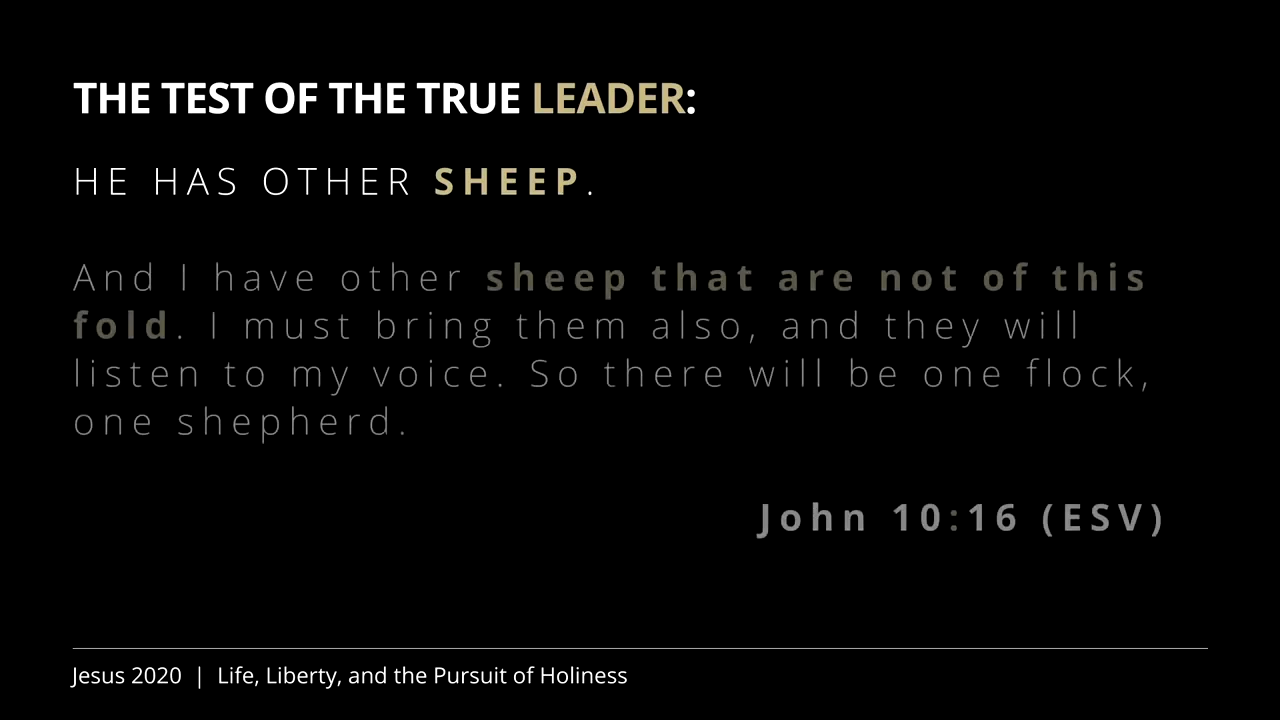 THE TEST OF THE TRUE LEADER:
HE HAS OTHER SHEEP.
And I have other sheep that are not of this
fold. I must bring them also, and they will
listen to my voice. So there will be one flock,
one shepherd.
John 10:16 (ESV)
Jesus 2020 | Life, Liberty, and the Pursuit of Holiness